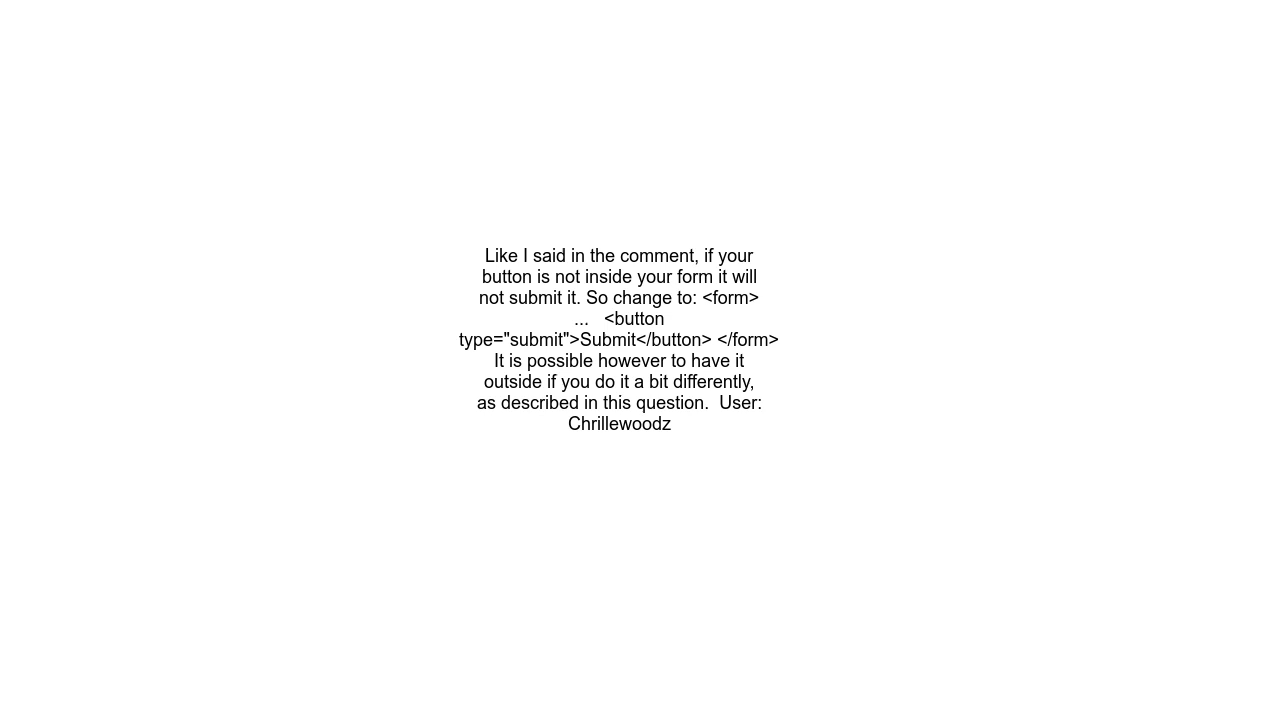 Like I said in the comment, if your
button is not inside your form it will
not submit it. So change to: <form>
...   <button
type="submit">Submit</button> </form>
It is possible however to have it
outside if you do it a bit differently,
as described in this question.  User:
Chrillewoodz